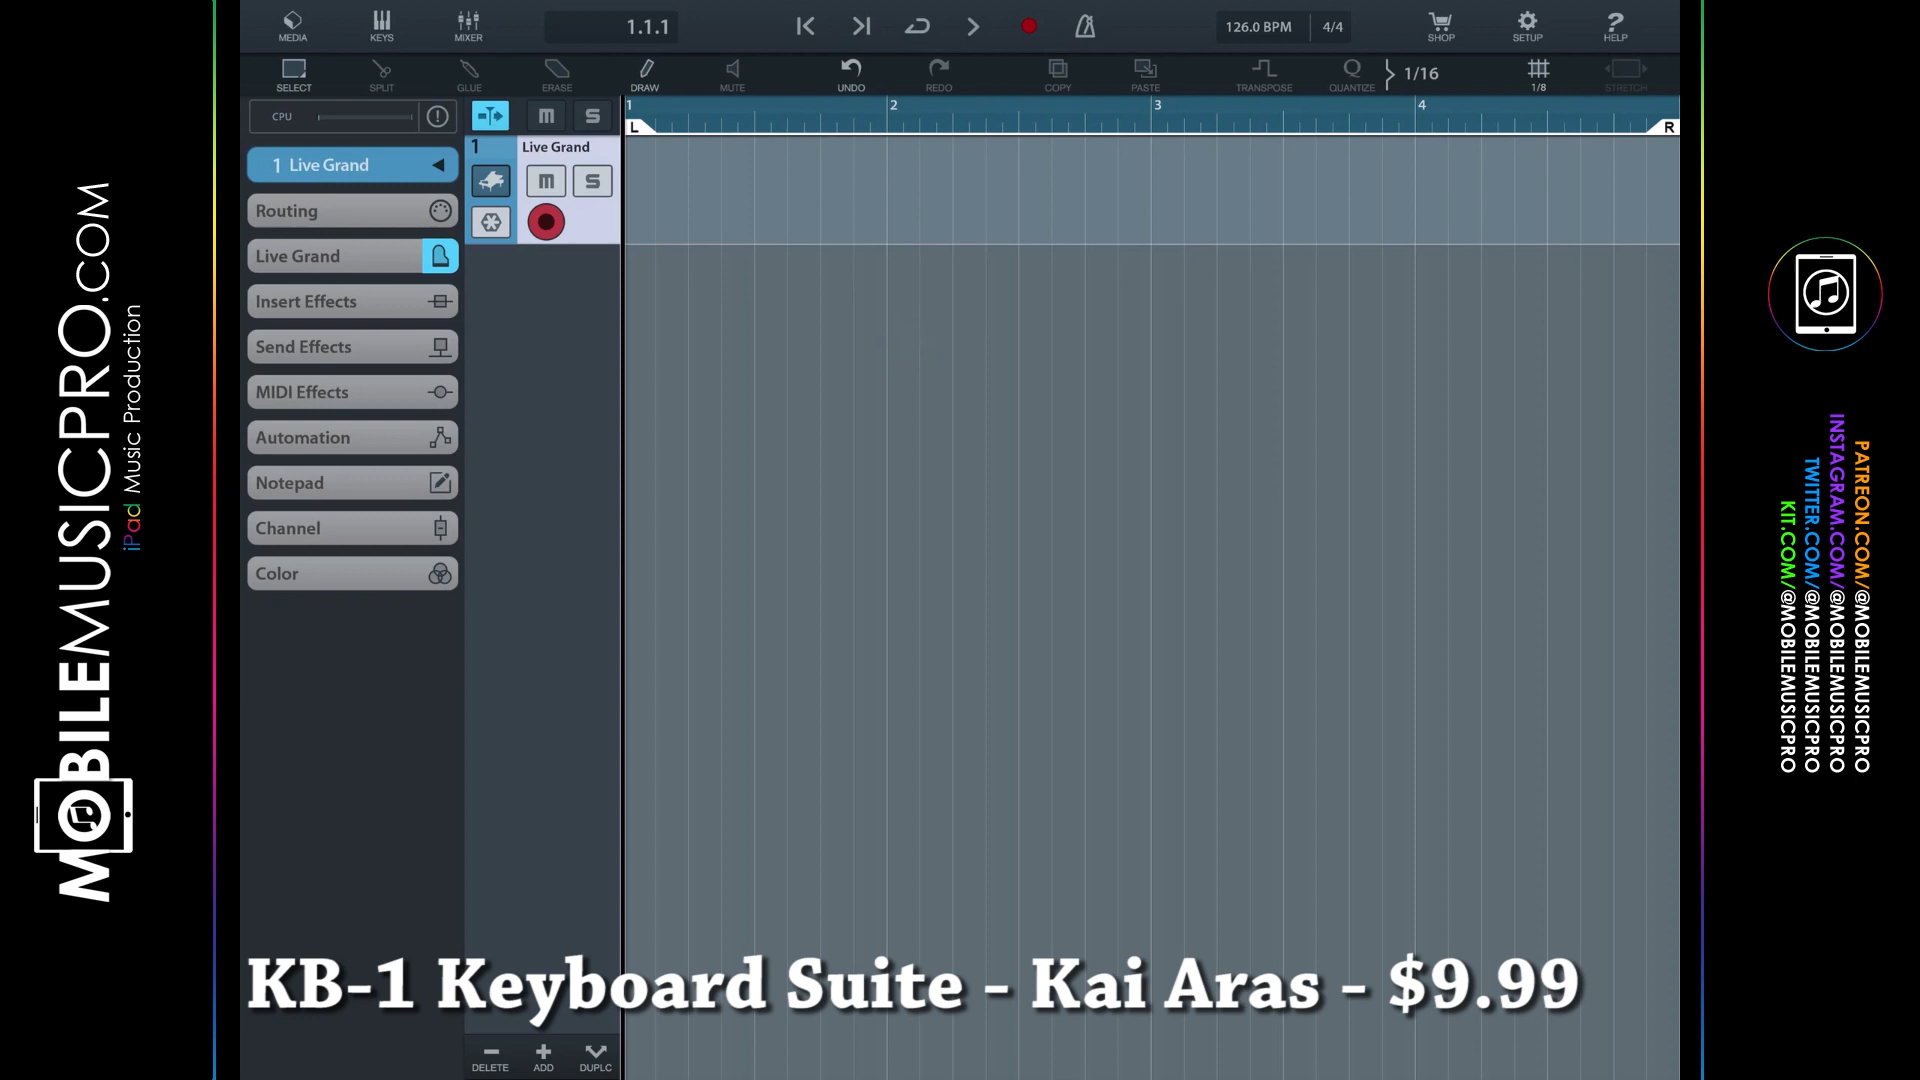 MOBILEMUSICPRO.COM
iPad Music Production
MEDIA
KEYS
MIXER
1.1.1
126.0 BPM
4/4
SHOP
SETUP
HELP
SELECT
SPLIT
GLUE
ERASE
DRAW
MUTE
UNDO
REDO
COPY
PASTE
TRANSPOSE
QUANTIZE
1/16
1/8
STRETCH
CPU
M
S
1
2
3
4
L
R
1 Live Grand
1
Live Grand
M
S
Routing
Live Grand
Insert Effects
Send Effects
MIDI Effects
Automation
Notepad
Channel
Color
KB-1 Keyboard Suite - Kai Aras - $9.99
DELETE
ADD
DUPLC
PATREON.COM/@MOBILEMUSICPRO
INSTAGRAM.COM/@MOBILEMUSICPRO
TWITTER.COM/@MOBILEMUSICPRO
KIT.COM/@MOBILEMUSICPRO